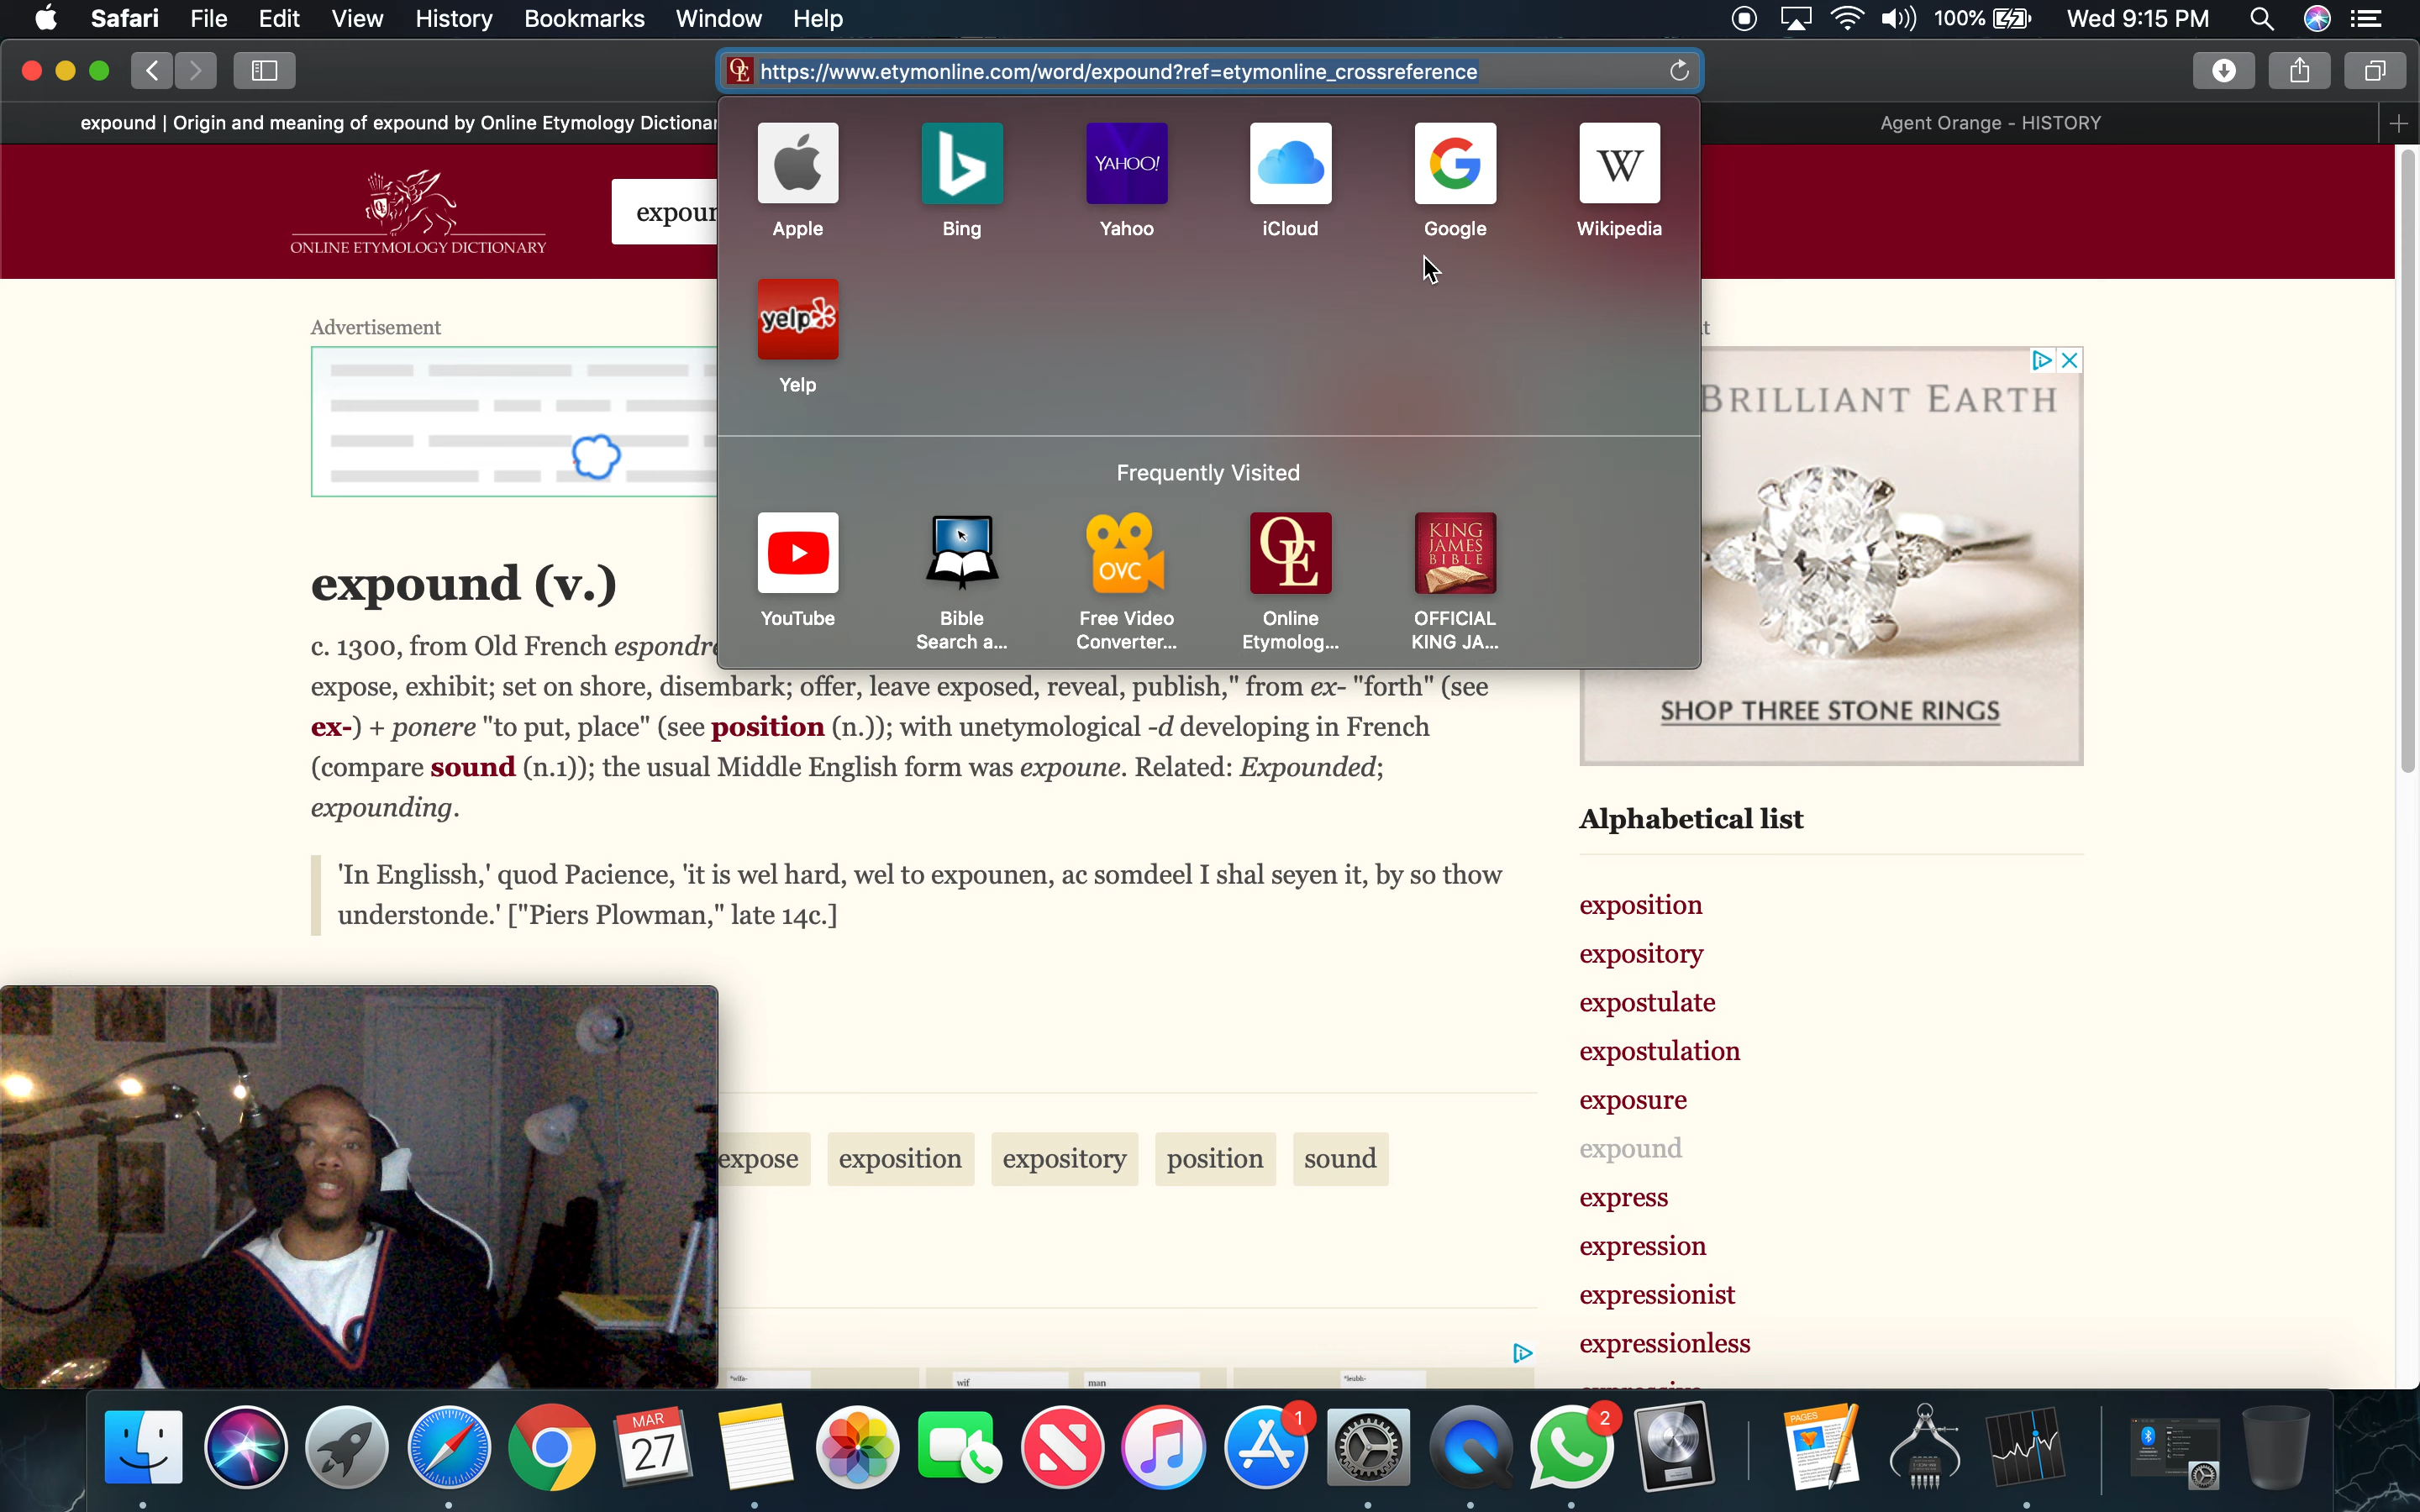 Safari File Edit View History Bookmarks Window Help 100% Wed 9:15 PM
https://www.etymonline.com/word/expound?ref=etymonline_crossreference
expound | Origin and meaning of expound by Online Etymology Dictionar
Agent Orange - HISTORY
ONLINE ETYMOLOGY DICTIONARY
expoun
Apple Bing Yahoo iCloud Google Wikipedia
YAHOO!
W
yelp
Yelp
Frequently Visited
OVC
OE
KING
JAMES
BIBLE
YouTube
Bible
Search a...
Free Video
Converter...
Online
Etymolog...
OFFICIAL
KING JA...
Advertisement
BRILLIANT EARTH
SHOP THREE STONE RINGS
expound (v.)
c. 1300, from Old French espondre
expose, exhibit; set on shore, disembark; offer, leave exposed, reveal, publish," from ex- "forth" (see
ex-) + ponere "to put, place" (see position (n.)); with unetymological -d developing in French
(compare sound (n.1)); the usual Middle English form was expoune. Related: Expounded;
expounding.
'In Englissh,' quod Pacience, 'it is wel hard, wel to expounen, ac somdeel I shal seyen it, by so thow
understonde.' ["Piers Plowman," late 14c.]
expose exposition expository position sound
Alphabetical list
exposition
expository
expostulate
expostulation
exposure
expound
express
expression
expressionist
expressionless
wif
man
MAR
27
1
2
PAGES